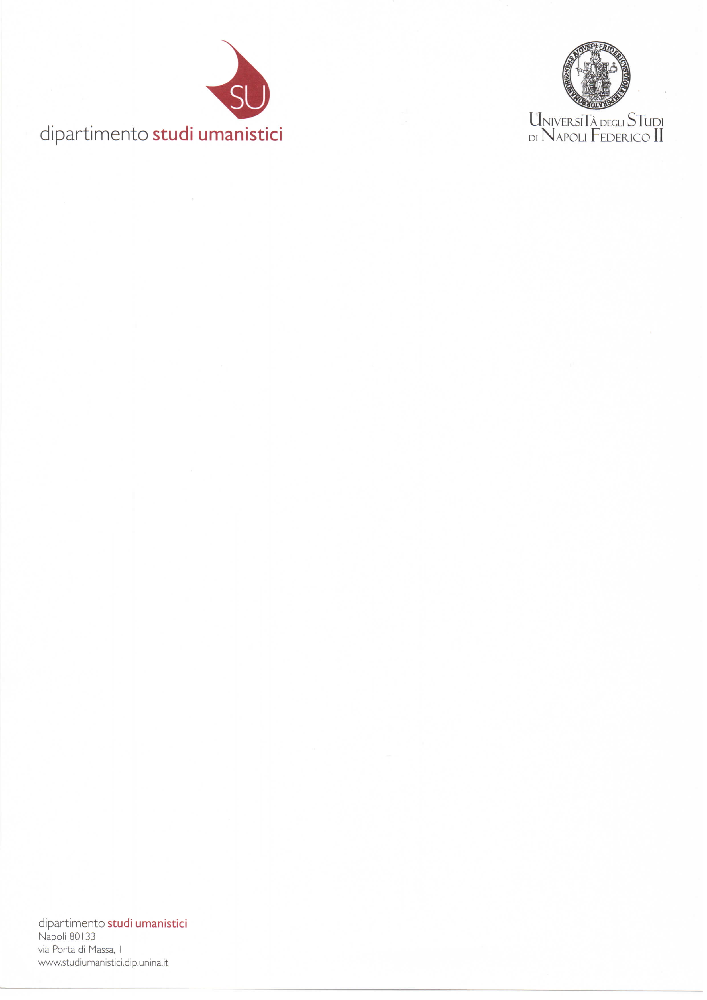 SU
dipartimento studi umanistici
UNIVERSITÀ DEGLI STUDI
DI NAPOLI FEDERICO II
dipartimento studi umanistici
Napoli 80133
via Porta di Massa, 1
www.studiumanistici.dip.unina.it